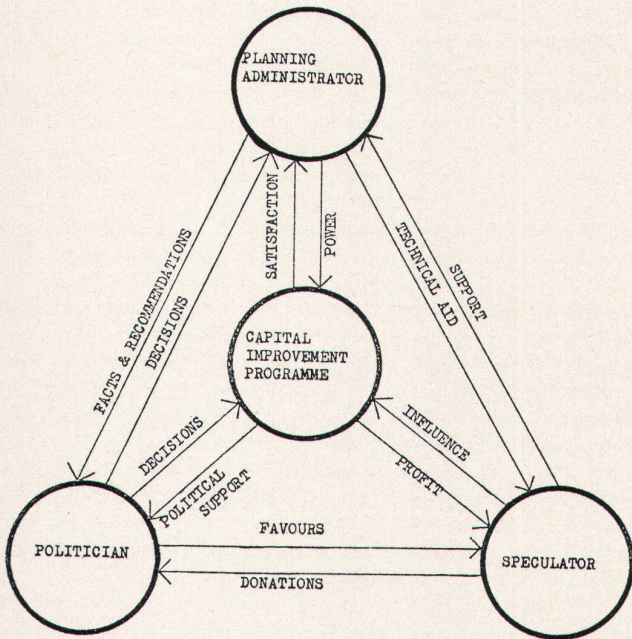 PLANNING
ADMINISTRATOR
SATISFACTION
POWER
FACTS & RECOMMENDATIONS
DECISIONS
TECHNICAL AID
SUPPORT
CAPITAL
IMPROVEMENT
PROGRAMME
DECISIONS
POLITICAL
SUPPORT
INFLUENCE
PROFIT
POLITICIAN
FAVOURS
DONATIONS
SPECULATOR